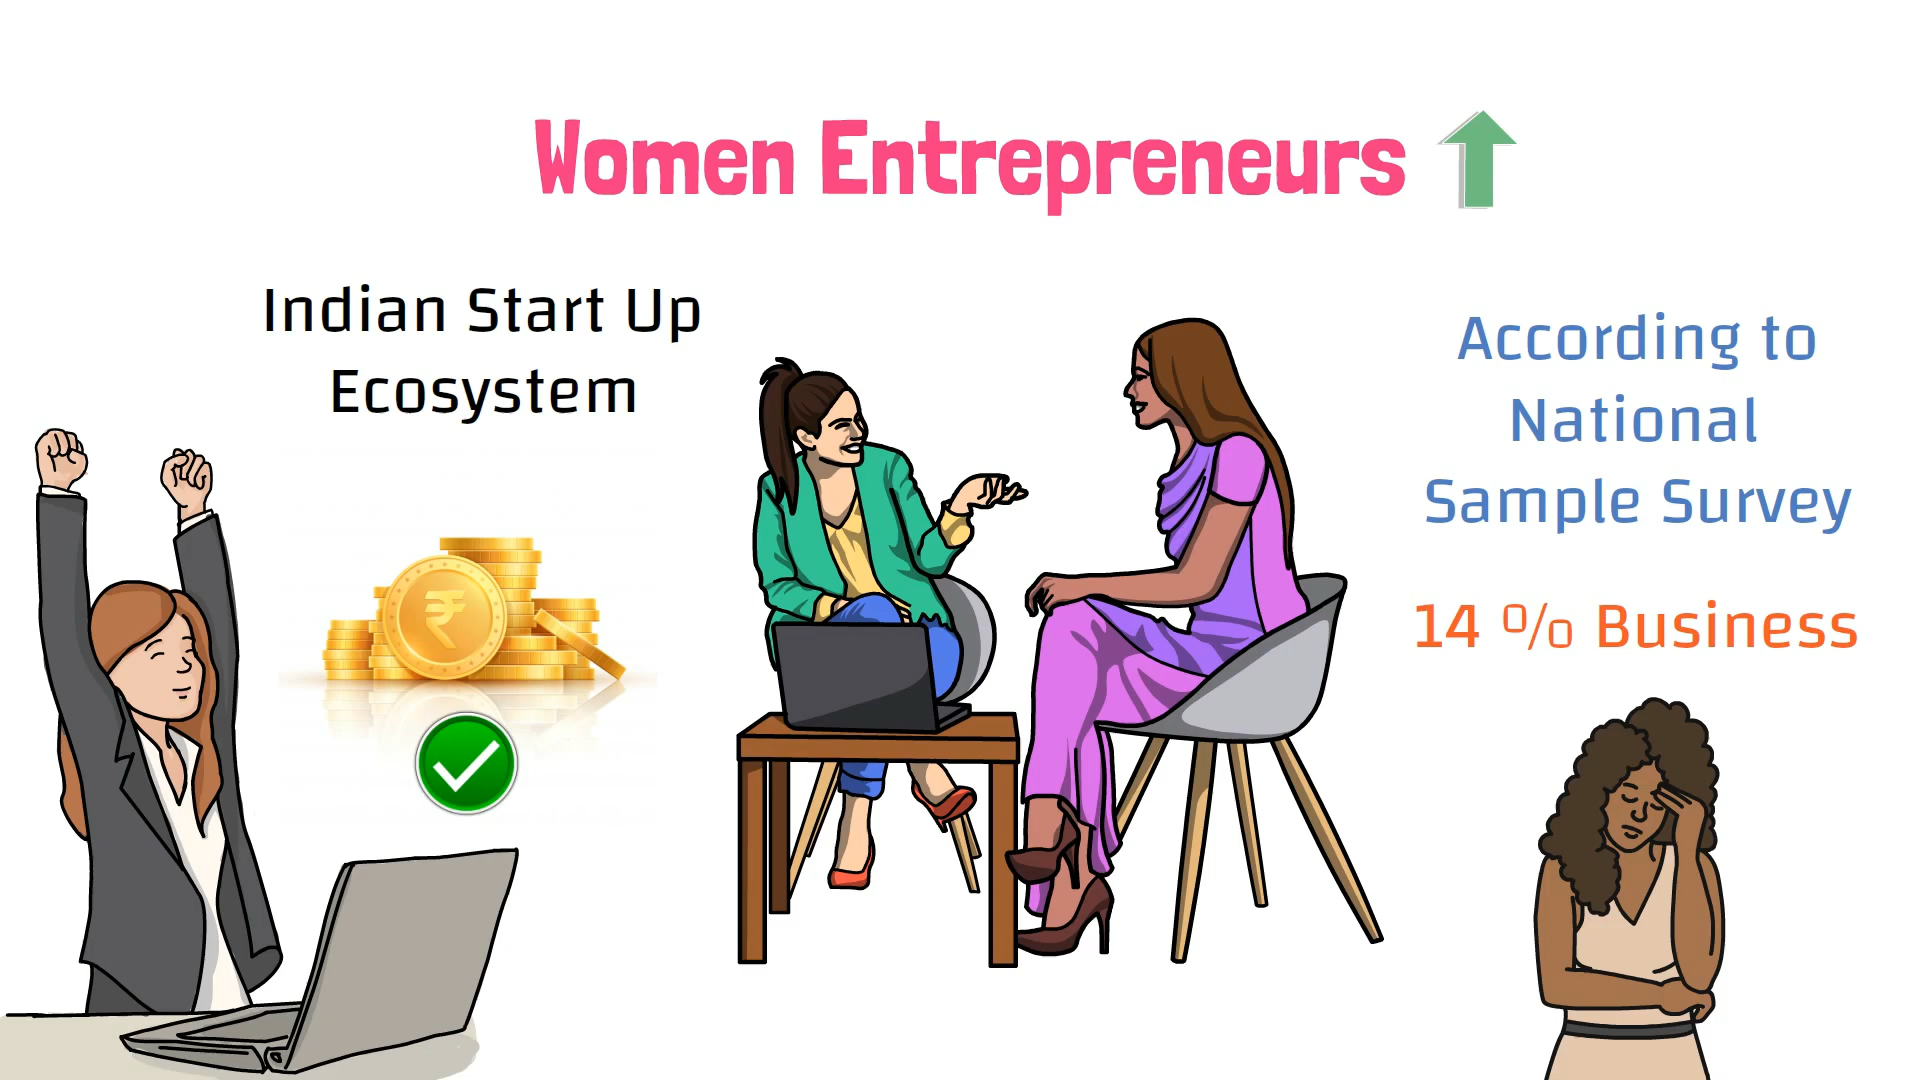 Women Entrepreneurs
Indian Start Up
Ecosystem
₹
According to
National
Sample Survey
14 % Business